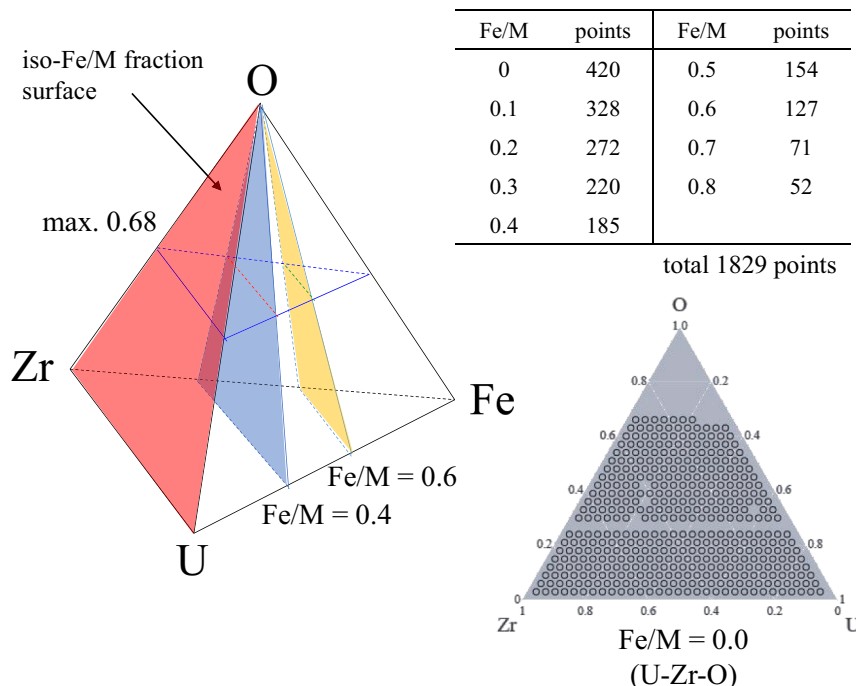 iso-Fe/M fraction
surface
O
max. 0.68
Zr
Fe
U
Fe/M = 0.6
Fe/M = 0.4
Fe/M points Fe/M points
0 420 0.5 154
0.1 328 0.6 127
0.2 272 0.7 71
0.3 220 0.8 52
0.4 185
total 1829 points
O
1.0
0.8 0.2
0.6 0.4
0.4 0.6
0.2 0.8
0 1
1 0.8 0.6 0.4 0.2 0
Zr U
Fe/M = 0.0
(U-Zr-O)